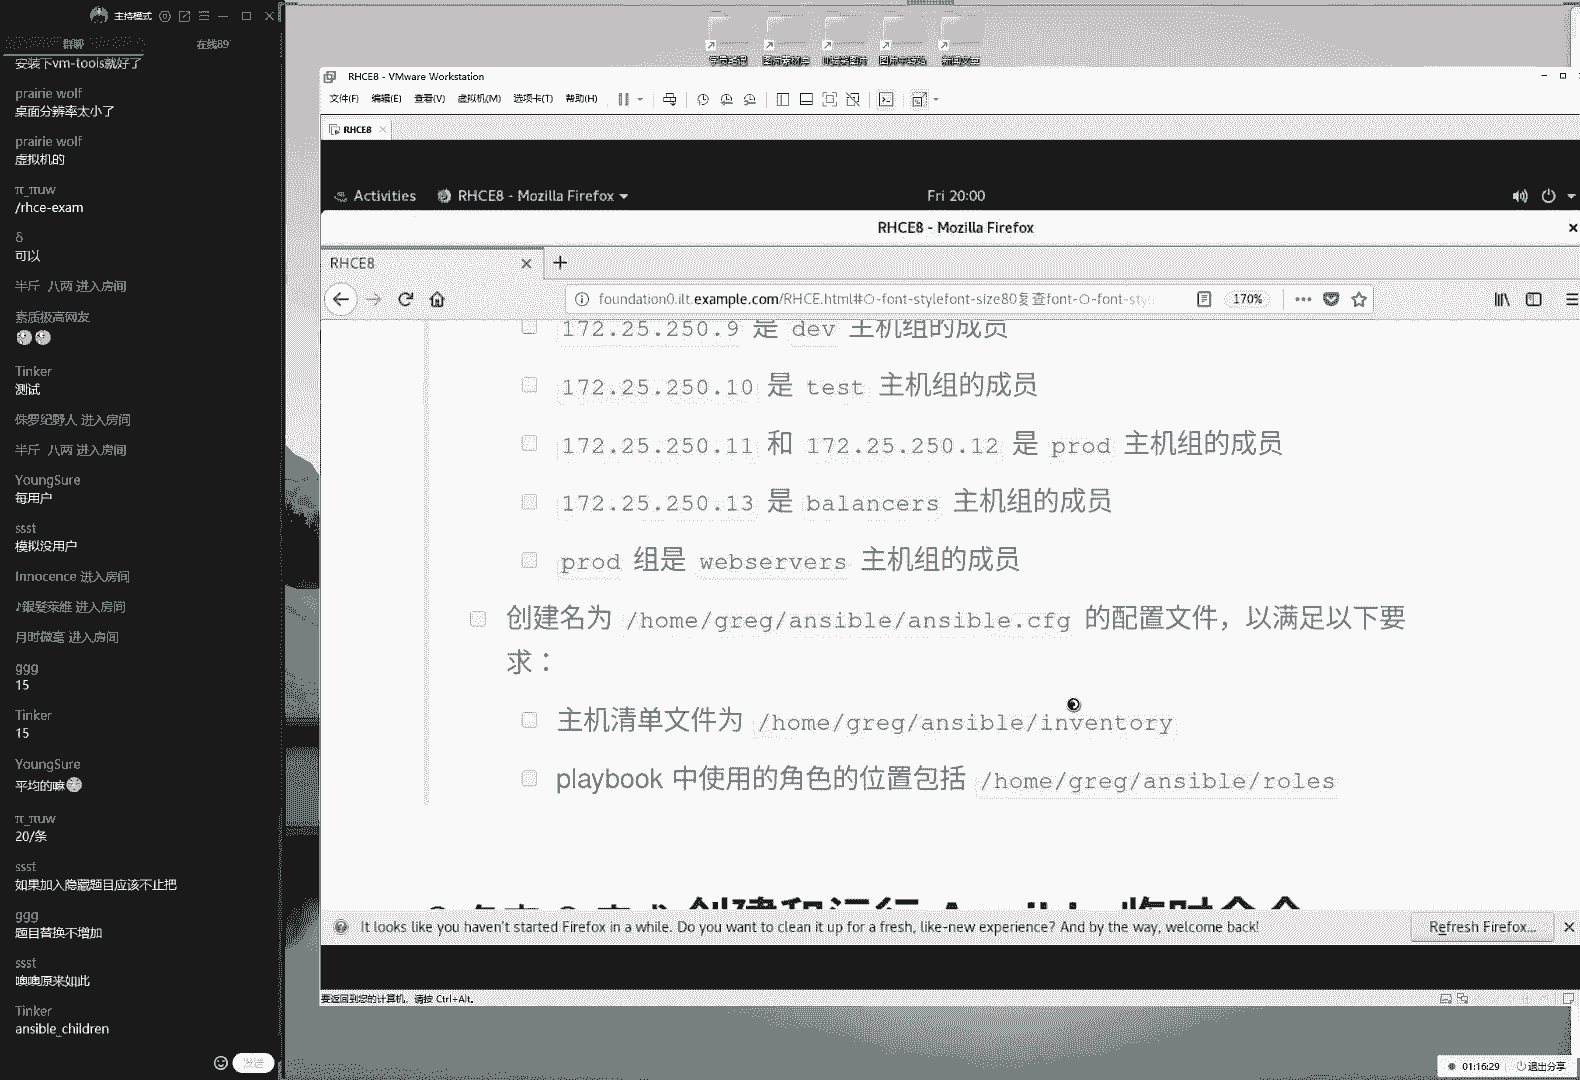 主持模式
群聊
在线89
安装下vm-tools就好了
prairie wolf
桌面分辨率太小了
prairie wolf
虚拟机的
π_πuw
/rhce-exam
δ
可以
半斤 八两 进入房间
素质极高网友
Tinker
测试
侏罗纪野人 进入房间
半斤 八两 进入房间
YoungSure
每用户
ssst
模拟没用户
Innocence 进入房间
月时微毫 进入房间
ggg
15
Tinker
15
YoungSure
平均的嘛
π_πuw
20/条
ssst
如果加入隐藏题目应该不止把
ggg
题目替换不增加
ssst
噢噢原来如此
Tinker
ansible_children
发送
RHCE8 - VMware Workstation
文件(F) 编辑(E) 查看(V) 虚拟机(M) 选项卡(T) 帮助(H)
RHCE8
Activities RHCE8 - Mozilla Firefox Fri 20:00
RHCE8 - Mozilla Firefox
RHCE8
foundation0.ilt.example.com/RHCE.html#O-font-stylefont-size80复查font-O-font-sty 170%
172.25.250.9 是 dev 主机组的成员
172.25.250.10 是 test 主机组的成员
172.25.250.11 和 172.25.250.12 是 prod 主机组的成员
172.25.250.13 是 balancers 主机组的成员
prod 组是 webservers 主机组的成员
创建名为 /home/greg/ansible/ansible.cfg 的配置文件，以满足以下要
求：
主机清单文件为 /home/greg/ansible/inventory
playbook 中使用的角色的位置包括 /home/greg/ansible/roles
创建和运行 Ansible 临时命令
It looks like you haven't started Firefox in a while. Do you want to clean it up for a fresh, like-new experience? And by the way, welcome back!
Refresh Firefox...
要返回到您的计算机，请按 Ctrl+Alt。
01:16:29 退出分享